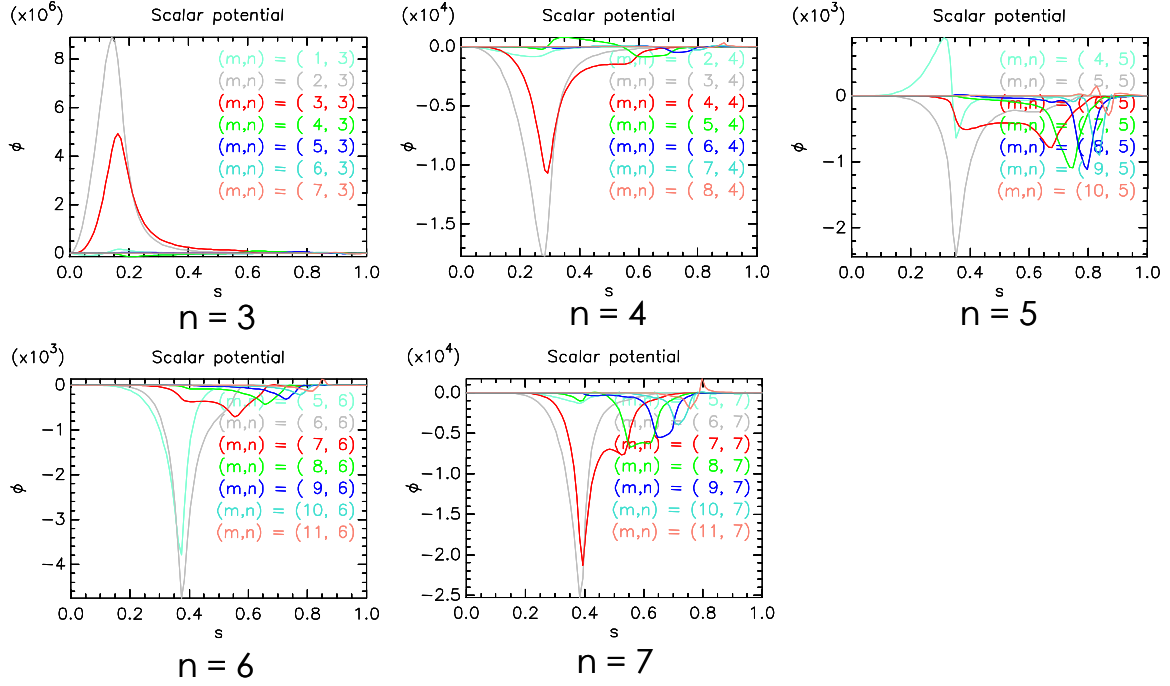 (×10⁶) Scalar potential
8
6
4
2
0
ϕ
(m,n) = ( 1, 3)
(m,n) = ( 2, 3)
(m,n) = ( 3, 3)
(m,n) = ( 4, 3)
(m,n) = ( 5, 3)
(m,n) = ( 6, 3)
(m,n) = ( 7, 3)
0.0 0.2 0.4 0.6 0.8 1.0
s
n = 3
(×10⁴) Scalar potential
0.0
−0.5
−1.0
−1.5
ϕ
(m,n) = ( 2, 4)
(m,n) = ( 3, 4)
(m,n) = ( 4, 4)
(m,n) = ( 5, 4)
(m,n) = ( 6, 4)
(m,n) = ( 7, 4)
(m,n) = ( 8, 4)
0.0 0.2 0.4 0.6 0.8 1.0
s
n = 4
(×10³) Scalar potential
0
−1
−2
ϕ
(m,n) = ( 4, 5)
(m,n) = ( 5, 5)
(m,n) = ( 6, 5)
(m,n) = ( 7, 5)
(m,n) = ( 8, 5)
(m,n) = ( 9, 5)
(m,n) = (10, 5)
0.0 0.2 0.4 0.6 0.8 1.0
s
n = 5
(×10³) Scalar potential
0
−1
−2
−3
−4
ϕ
(m,n) = ( 5, 6)
(m,n) = ( 6, 6)
(m,n) = ( 7, 6)
(m,n) = ( 8, 6)
(m,n) = ( 9, 6)
(m,n) = (10, 6)
(m,n) = (11, 6)
0.0 0.2 0.4 0.6 0.8 1.0
s
n = 6
(×10⁴) Scalar potential
0.0
−0.5
−1.0
−1.5
−2.0
−2.5
ϕ
(m,n) = ( 5, 7)
(m,n) = ( 6, 7)
(m,n) = ( 7, 7)
(m,n) = ( 8, 7)
(m,n) = ( 9, 7)
(m,n) = (10, 7)
(m,n) = (11, 7)
0.0 0.2 0.4 0.6 0.8 1.0
s
n = 7